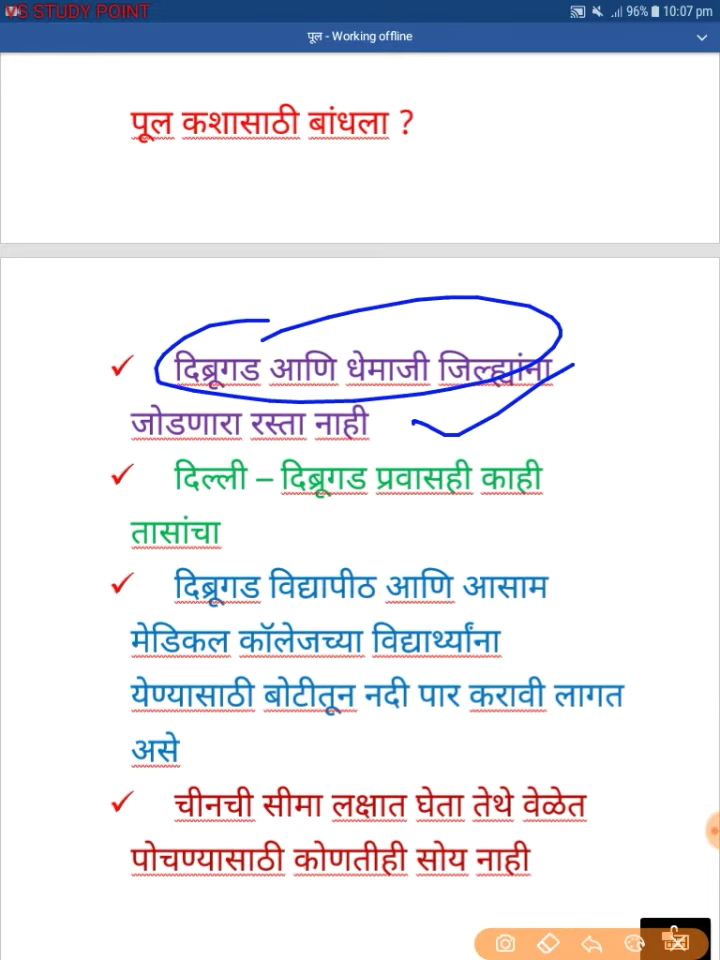 VS STUDY POINT
96% 10:07 pm
पूल - Working offline
पूल कशासाठी बांधला ?
दिब्रूगड आणि धेमाजी जिल्ह्यांना
जोडणारा रस्ता नाही
दिल्ली – दिब्रूगड प्रवासही काही
तासांचा
दिब्रूगड विद्यापीठ आणि आसाम
मेडिकल कॉलेजच्या विद्यार्थ्यांना
येण्यासाठी बोटीतून नदी पार करावी लागत
असे
चीनची सीमा लक्षात घेता तेथे वेळेत
पोचण्यासाठी कोणतीही सोय नाही